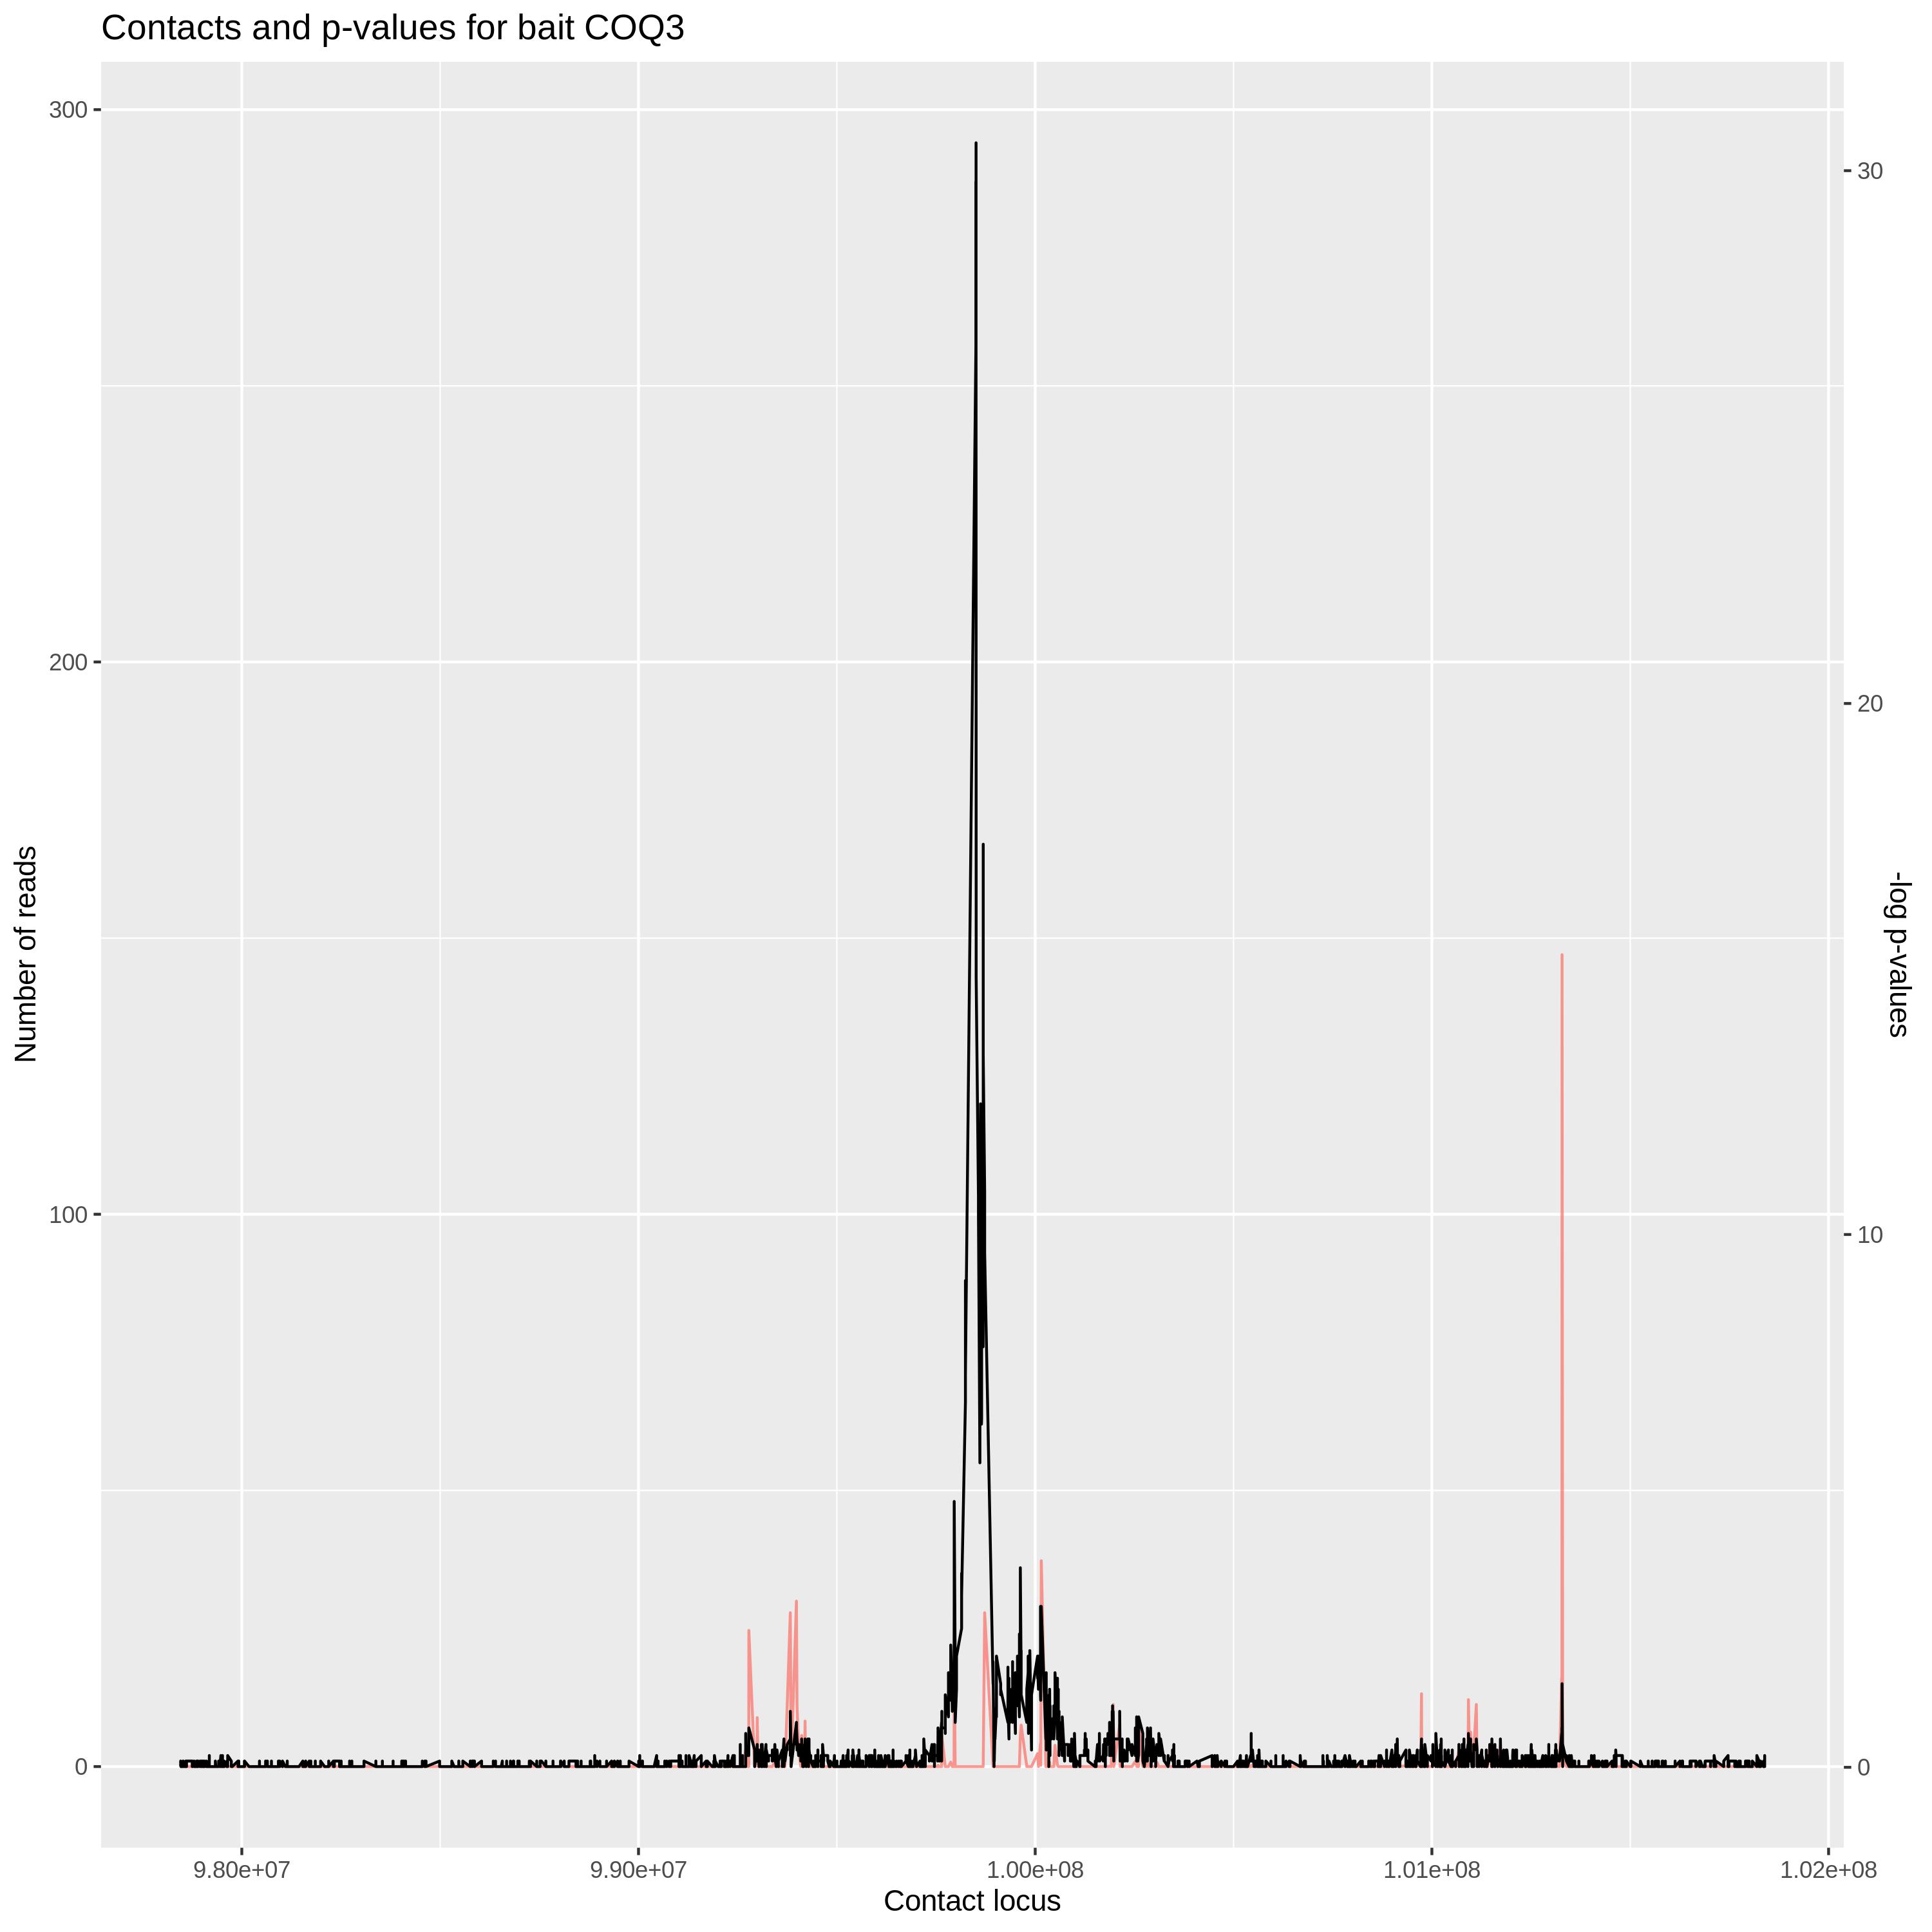 Contacts and p-values for bait COQ3
300
200
100
0
Number of reads
30
20
10
0
-log p-values
9.80e+07
9.90e+07
1.00e+08
1.01e+08
1.02e+08
Contact locus